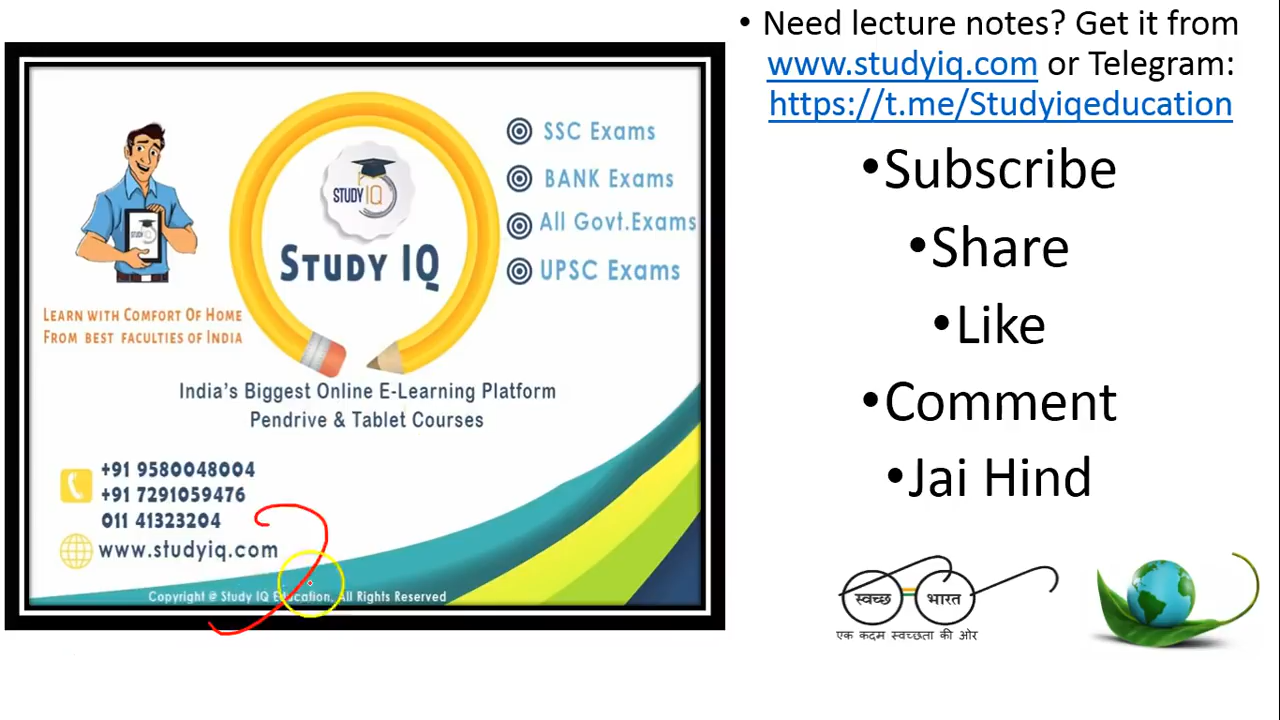 • Need lecture notes? Get it from
www.studyiq.com or Telegram:
https://t.me/Studyiqeducation
•Subscribe
•Share
•Like
•Comment
•Jai Hind
STUDY IQ
STUDY IQ
STUDY IQ
SSC Exams
BANK Exams
All Govt.Exams
UPSC Exams
LEARN WITH COMFORT OF HOME
FROM BEST FACULTIES OF INDIA
India's Biggest Online E-Learning Platform
Pendrive & Tablet Courses
+91 9580048004
+91 7291059476
011 41323204
www.studyiq.com
Copyright @ Study IQ Education, All Rights Reserved
स्वच्छ भारत
एक कदम स्वच्छता की ओर